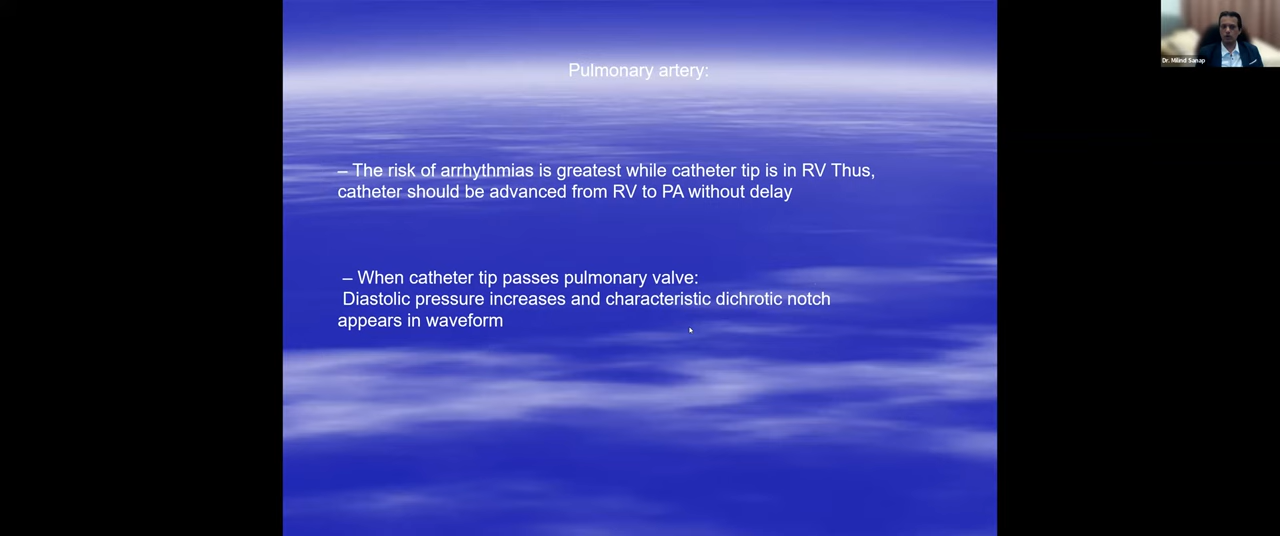 Pulmonary artery:
– The risk of arrhythmias is greatest while catheter tip is in RV Thus,
catheter should be advanced from RV to PA without delay
– When catheter tip passes pulmonary valve:
Diastolic pressure increases and characteristic dichrotic notch
appears in waveform
Dr. Milind Sanap